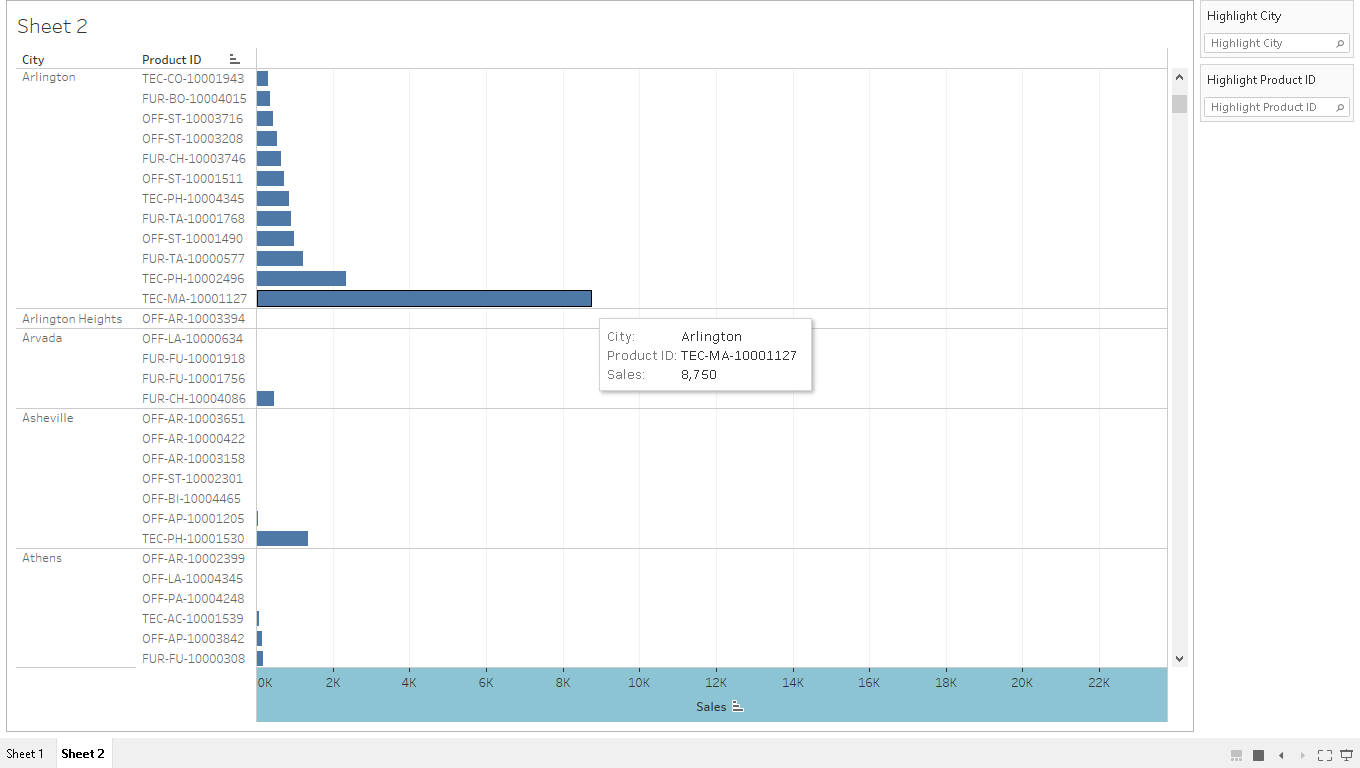 Sheet 2
Highlight City
Highlight City
Highlight Product ID
Highlight Product ID
City Product ID
Arlington TEC-CO-10001943
FUR-BO-10004015
OFF-ST-10003716
OFF-ST-10003208
FUR-CH-10003746
OFF-ST-10001511
TEC-PH-10004345
FUR-TA-10001768
OFF-ST-10001490
FUR-TA-10000577
TEC-PH-10002496
TEC-MA-10001127
Arlington Heights OFF-AR-10003394
Arvada OFF-LA-10000634
FUR-FU-10001918
FUR-FU-10001756
FUR-CH-10004086
Asheville OFF-AR-10003651
OFF-AR-10000422
OFF-AR-10003158
OFF-ST-10002301
OFF-BI-10004465
OFF-AP-10001205
TEC-PH-10001530
Athens OFF-AR-10002399
OFF-LA-10004345
OFF-PA-10004248
TEC-AC-10001539
OFF-AP-10003842
FUR-FU-10000308
City: Arlington
Product ID: TEC-MA-10001127
Sales: 8,750
0K 2K 4K 6K 8K 10K 12K 14K 16K 18K 20K 22K
Sales
Sheet 1 Sheet 2